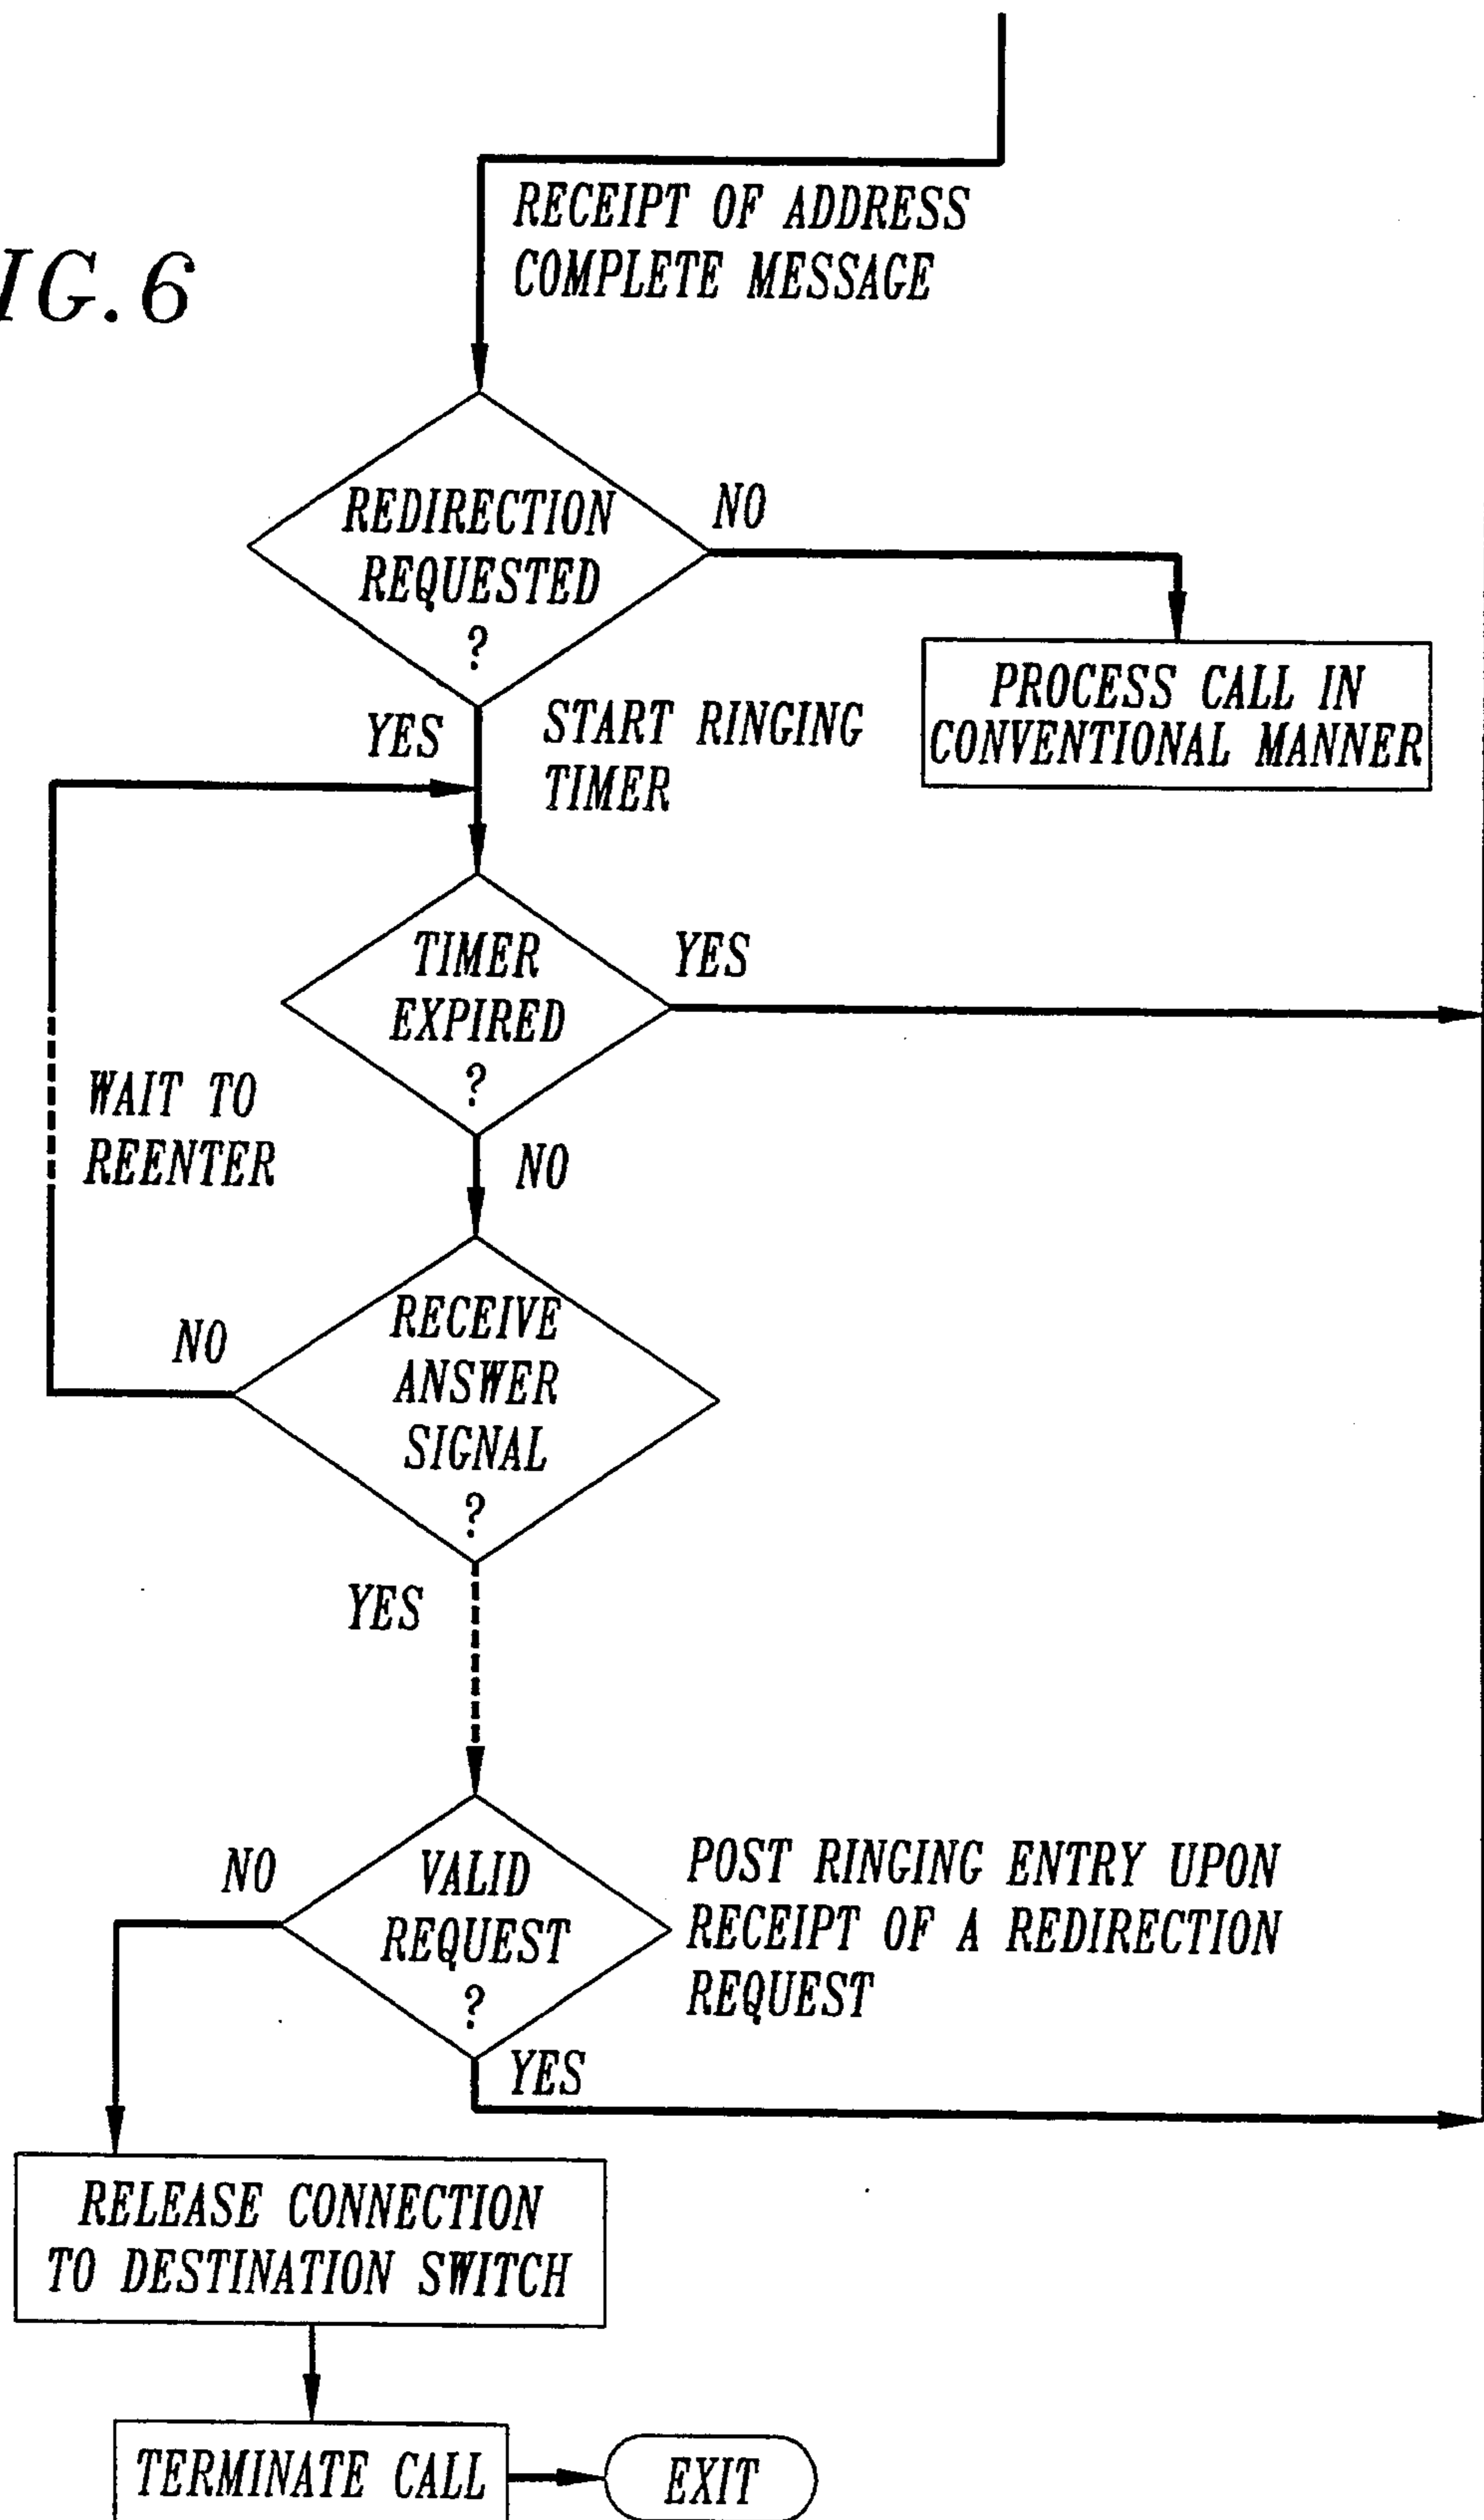 RECEIPT OF ADDRESS
COMPLETE MESSAGE
IG. 6
REDIRECTION
REQUESTED
?
NO
PROCESS CALL IN
CONVENTIONAL MANNER
YES
START RINGING
TIMER
TIMER
EXPIRED
?
YES
WAIT TO
REENTER
NO
RECEIVE
ANSWER
SIGNAL
?
NO
YES
VALID
REQUEST
?
NO
POST RINGING ENTRY UPON
RECEIPT OF A REDIRECTION
REQUEST
YES
RELEASE CONNECTION
TO DESTINATION SWITCH
TERMINATE CALL
EXIT